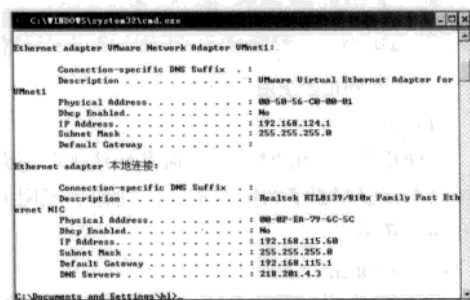 C:\WINDOWS\system32\cmd.exe
Ethernet adapter VMware Network Adapter VMnet1:
Connection-specific DNS Suffix . :
Description . . . . . . . . . . . : VMware Virtual Ethernet Adapter for
VMnet1
Physical Address. . . . . . . . . : 00-50-56-C0-00-01
Dhcp Enabled. . . . . . . . . . . : No
IP Address. . . . . . . . . . . . : 192.168.124.1
Subnet Mask . . . . . . . . . . . : 255.255.255.0
Default Gateway . . . . . . . . . :
Ethernet adapter 本地连接:
Connection-specific DNS Suffix . :
Description . . . . . . . . . . . : Realtek RTL8139/810x Family Fast Eth
ernet NIC
Physical Address. . . . . . . . . : 00-0F-EA-79-6C-5C
Dhcp Enabled. . . . . . . . . . . : No
IP Address. . . . . . . . . . . . : 192.168.115.60
Subnet Mask . . . . . . . . . . . : 255.255.255.0
Default Gateway . . . . . . . . . : 192.168.115.1
DNS Servers . . . . . . . . . . . : 218.201.4.3
C:\Documents and Settings\hl>_